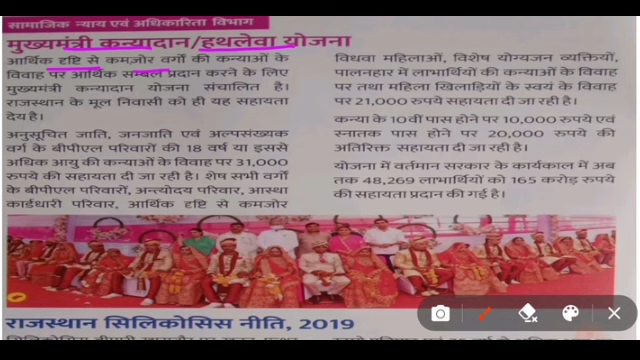 सामाजिक न्याय एवं अधिकारिता विभाग
मुख्यमंत्री कन्यादान/हथलेवा योजना
आर्थिक दृष्टि से कमज़ोर वर्गों की कन्याओं के
विवाह पर आर्थिक सम्बल प्रदान करने के लिए
मुख्यमंत्री कन्यादान योजना संचालित है।
राजस्थान के मूल निवासी को ही यह सहायता
देय है।
अनुसूचित जाति, जनजाति एवं अल्पसंख्यक
वर्ग के बीपीएल परिवारों की 18 वर्ष या इससे
अधिक आयु की कन्याओं के विवाह पर 31,000
रुपये की सहायता दी जा रही है। शेष सभी वर्गों
के बीपीएल परिवारों, अन्त्योदय परिवार, आस्था
कार्डधारी परिवार, आर्थिक दृष्टि से कमजोर
विधवा महिलाओं, विशेष योग्यजन व्यक्तियों,
पालनहार में लाभार्थियों की कन्याओं के विवाह
पर तथा महिला खिलाड़ियों के स्वयं के विवाह
पर 21,000 रुपये सहायता दी जा रही है।
कन्या के 10वीं पास होने पर 10,000 रुपये एवं
स्नातक पास होने पर 20,000 रुपये की
अतिरिक्त सहायता दी जा रही है।
योजना में वर्तमान सरकार के कार्यकाल में अब
तक 48,269 लाभार्थियों को 165 करोड़ रुपये
की सहायता प्रदान की गई है।
राजस्थान सिलिकोसिस नीति, 2019